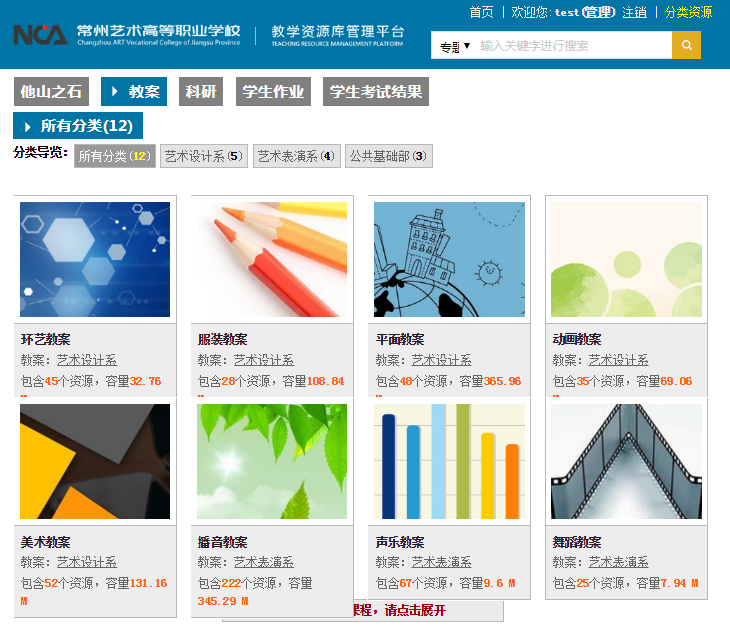 首页 | 欢迎您: test(管理) 注销 | 分类资源
NCA 常州艺术高等职业学校
Changzhou ART Vocational College of Jiangsu Province
教学资源库管理平台
TEACHING RESOURCE MANAGEMENT PLATFORM
专题 输入关键字进行搜索
他山之石 教案 科研 学生作业 学生考试结果
所有分类(12)
分类导览: 所有分类(12) 艺术设计系(5) 艺术表演系(4) 公共基础部(3)
环艺教案
教案: 艺术设计系
包含45个资源, 容量32.76
服装教案
教案: 艺术设计系
包含28个资源, 容量108.84
平面教案
教案: 艺术设计系
包含48个资源, 容量365.96
动画教案
教案: 艺术设计系
包含35个资源, 容量69.06
美术教案
教案: 艺术设计系
包含52个资源, 容量131.16
M
播音教案
教案: 艺术表演系
包含222个资源, 容量
345.29 M
声乐教案
教案: 艺术表演系
包含67个资源, 容量9.6 M
舞蹈教案
教案: 艺术表演系
包含25个资源, 容量7.94 M
课程, 请点击展开